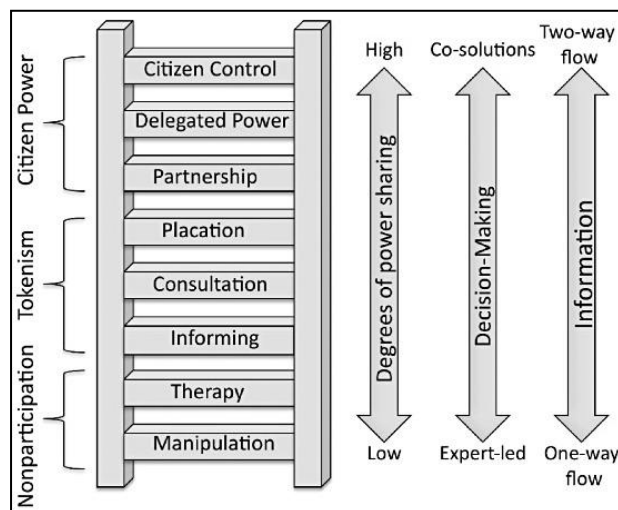 Citizen Power
Tokenism
Nonparticipation
Citizen Control
Delegated Power
Partnership
Placation
Consultation
Informing
Therapy
Manipulation
High
Degrees of power sharing
Low
Co-solutions
Decision-Making
Expert-led
Two-way
flow
Information
One-way
flow